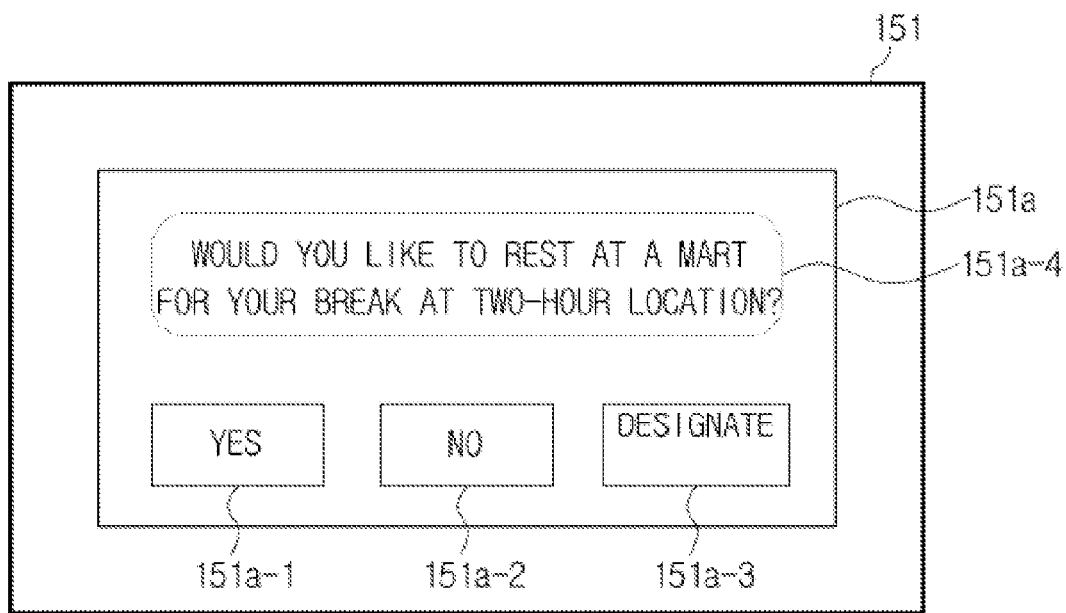 151
151a
WOULD YOU LIKE TO REST AT A MART
FOR YOUR BREAK AT TWO-HOUR LOCATION?
151a-4
YES
NO
DESIGNATE
151a-1
151a-2
151a-3